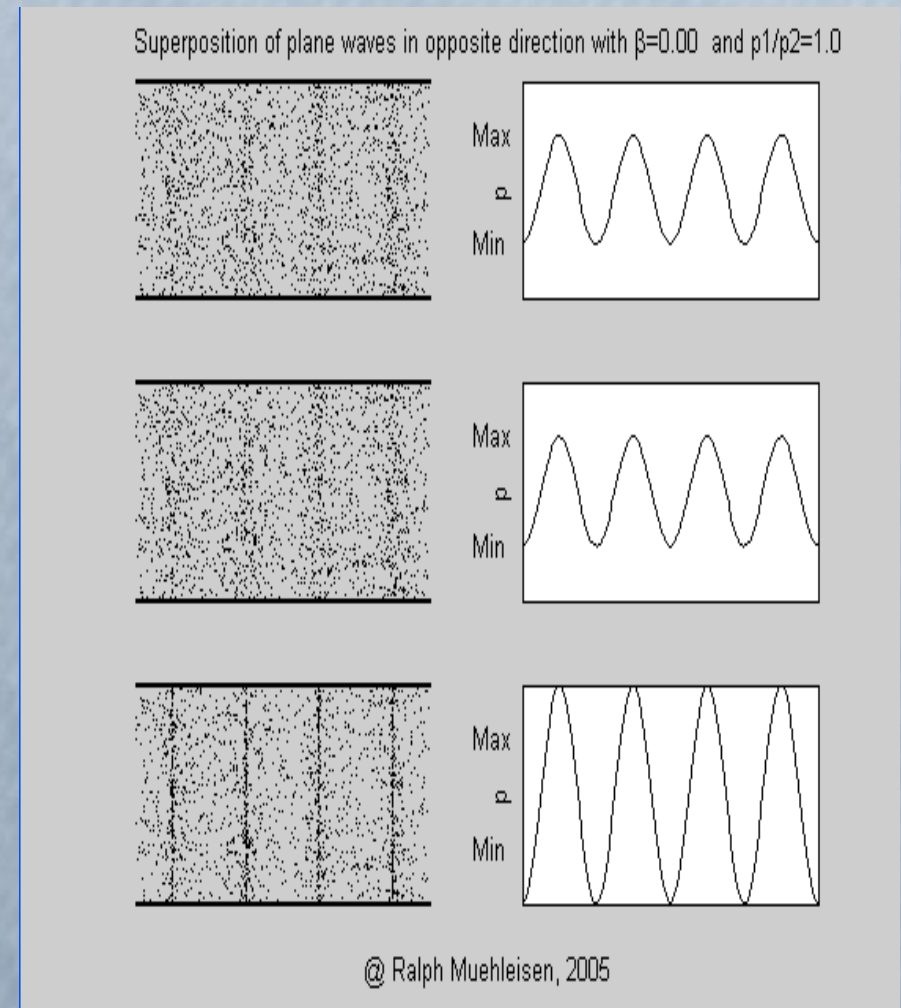 Superposition of plane waves in opposite direction with β=0.00 and p1/p2=1.0
Max
p
Min
Max
p
Min
Max
p
Min
@ Ralph Muehleisen, 2005